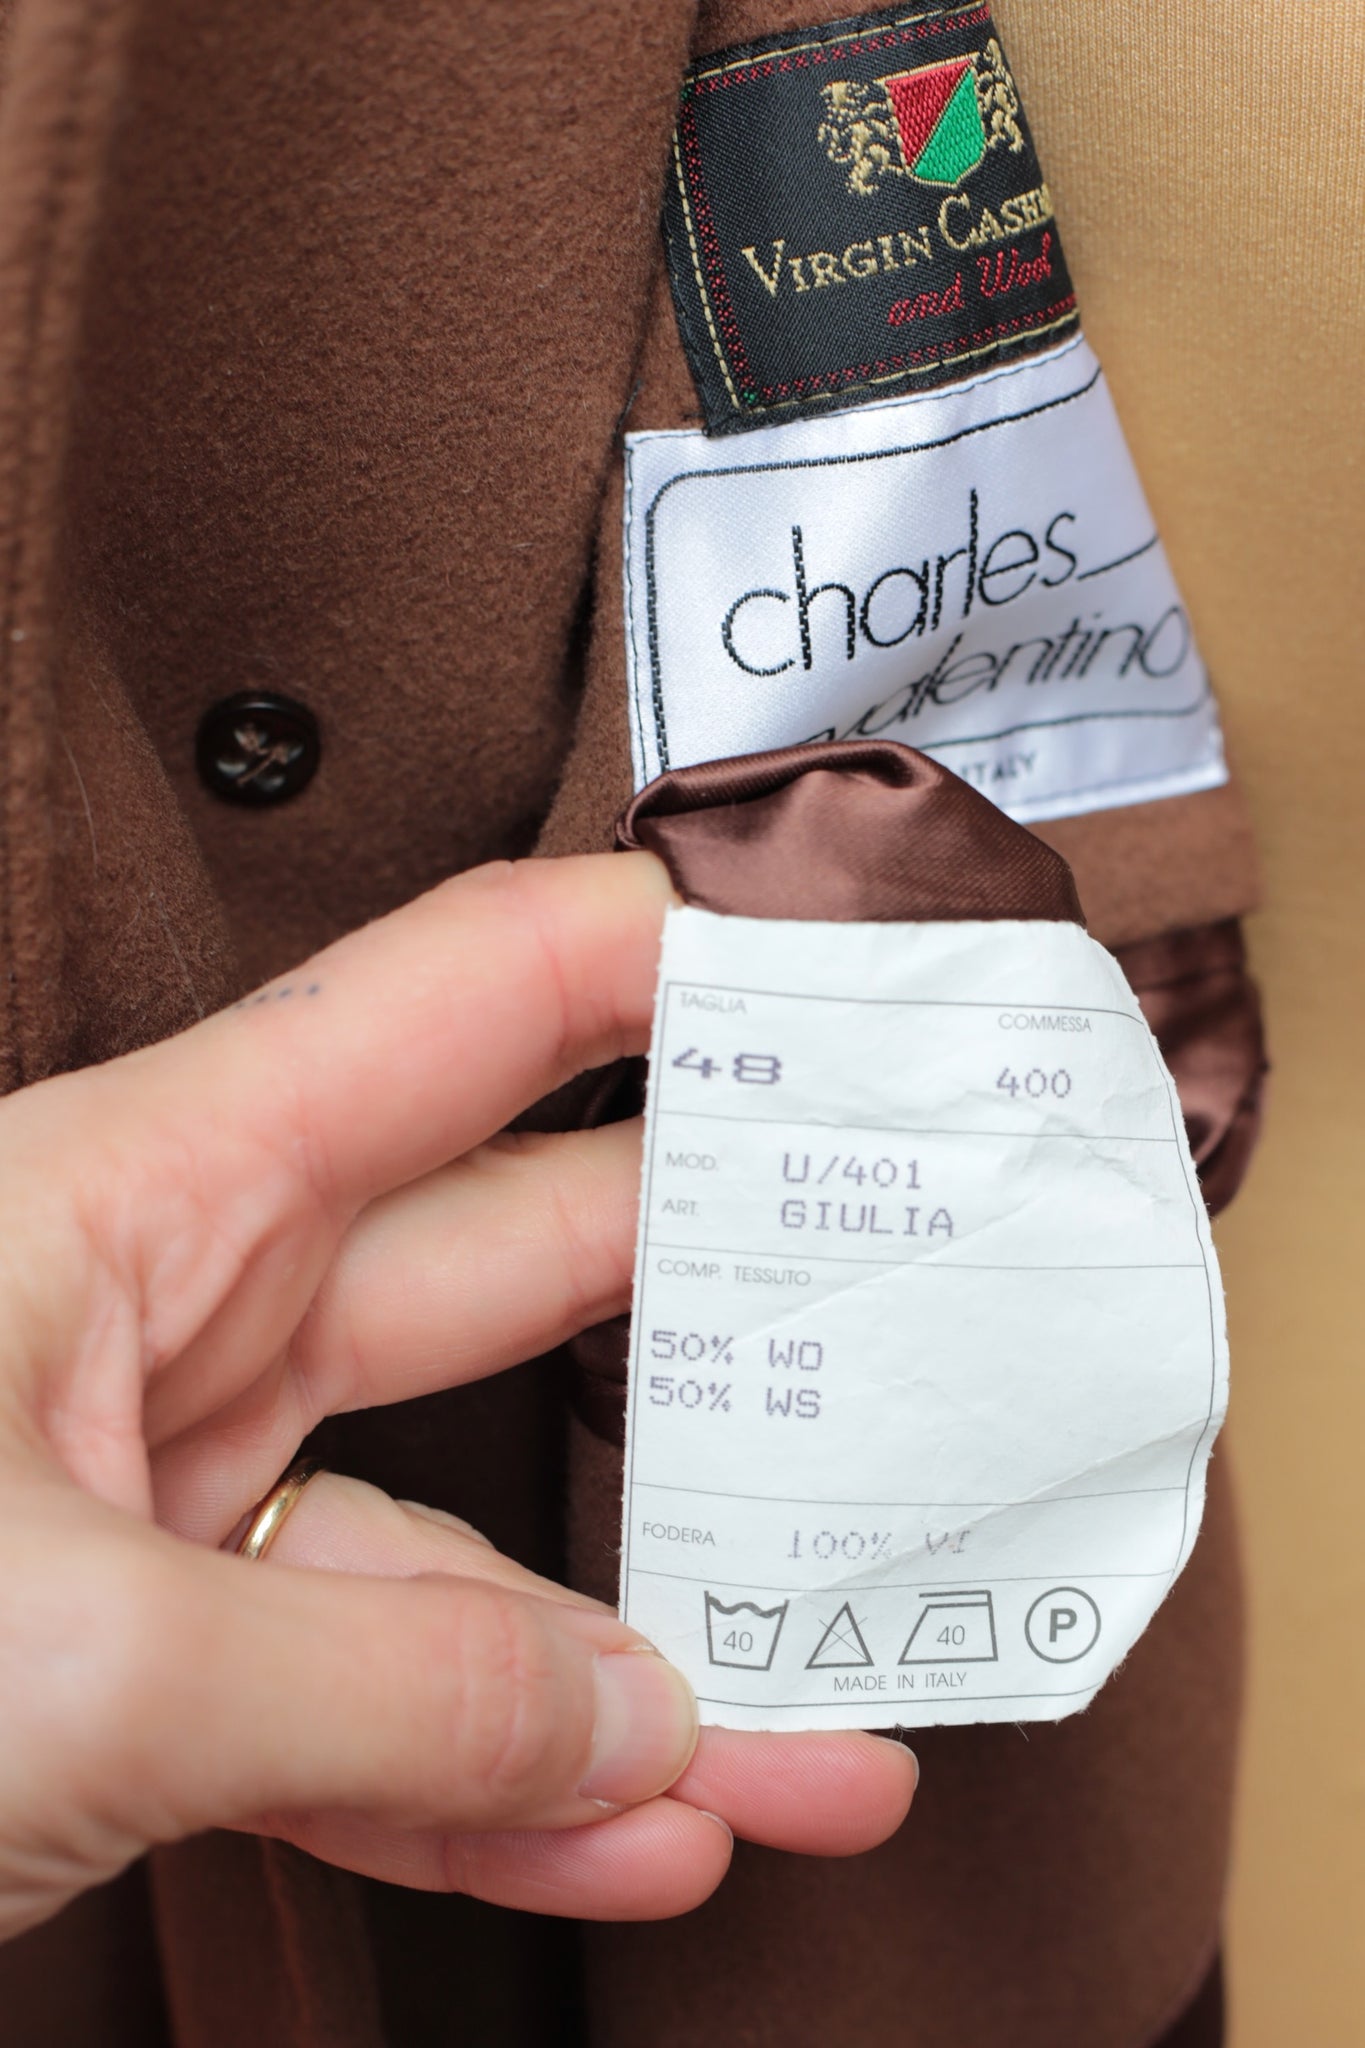 VIRGIN CASHM
and Wool
charles
valentino
ITALY
TAGLIA COMMESSA
48 400
MOD. U/401
ART. GIULIA
COMP. TESSUTO
50% WO
50% WS
FODERA 100% VI
40 40 P
MADE IN ITALY